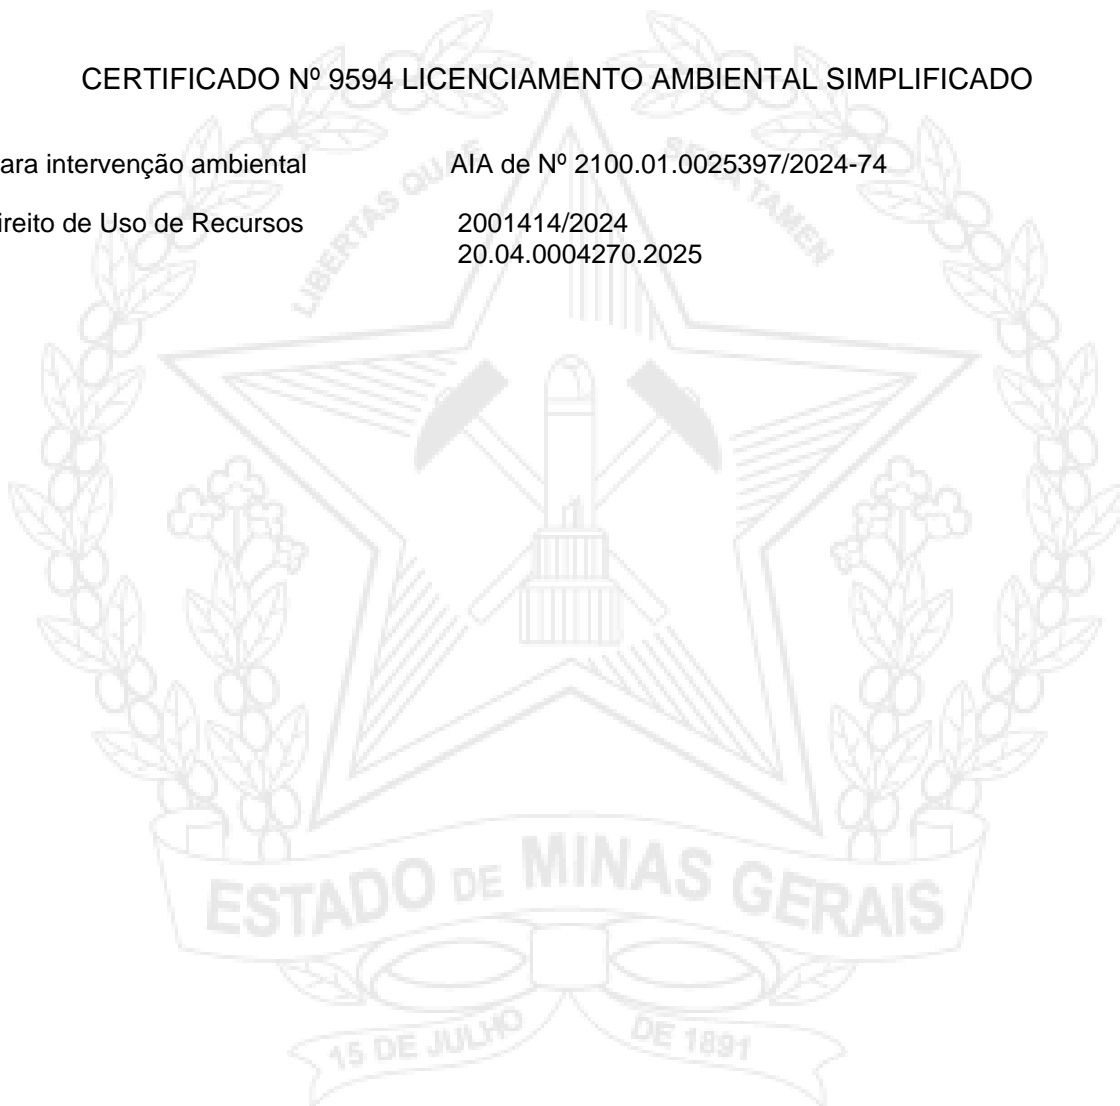 CERTIFICADO Nº 9594 LICENCIAMENTO AMBIENTAL SIMPLIFICADO
ara intervenção ambiental AIA de Nº 2100.01.0025397/2024-74
ireito de Uso de Recursos 2001414/2024
20.04.0004270.2025
LIBERTAS QUÆ SERA TAMEN
ESTADO DE MINAS GERAIS
15 DE JULHO DE 1891